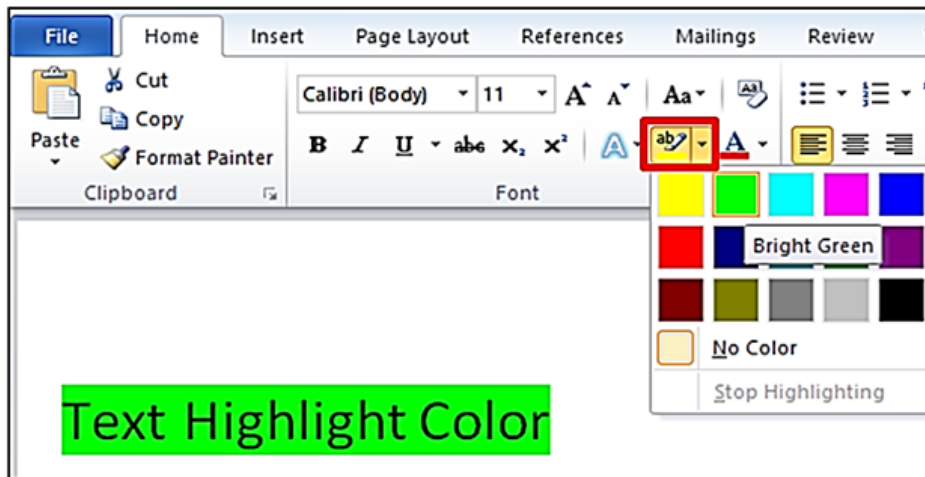 File Home Insert Page Layout References Mailings Review
Cut
Calibri (Body) 11 A A Aa Aa
Copy
Paste
B I U abc x₂ x² A ab A
Format Painter
Clipboard
Font
Bright Green
No Color
Stop Highlighting
Text Highlight Color